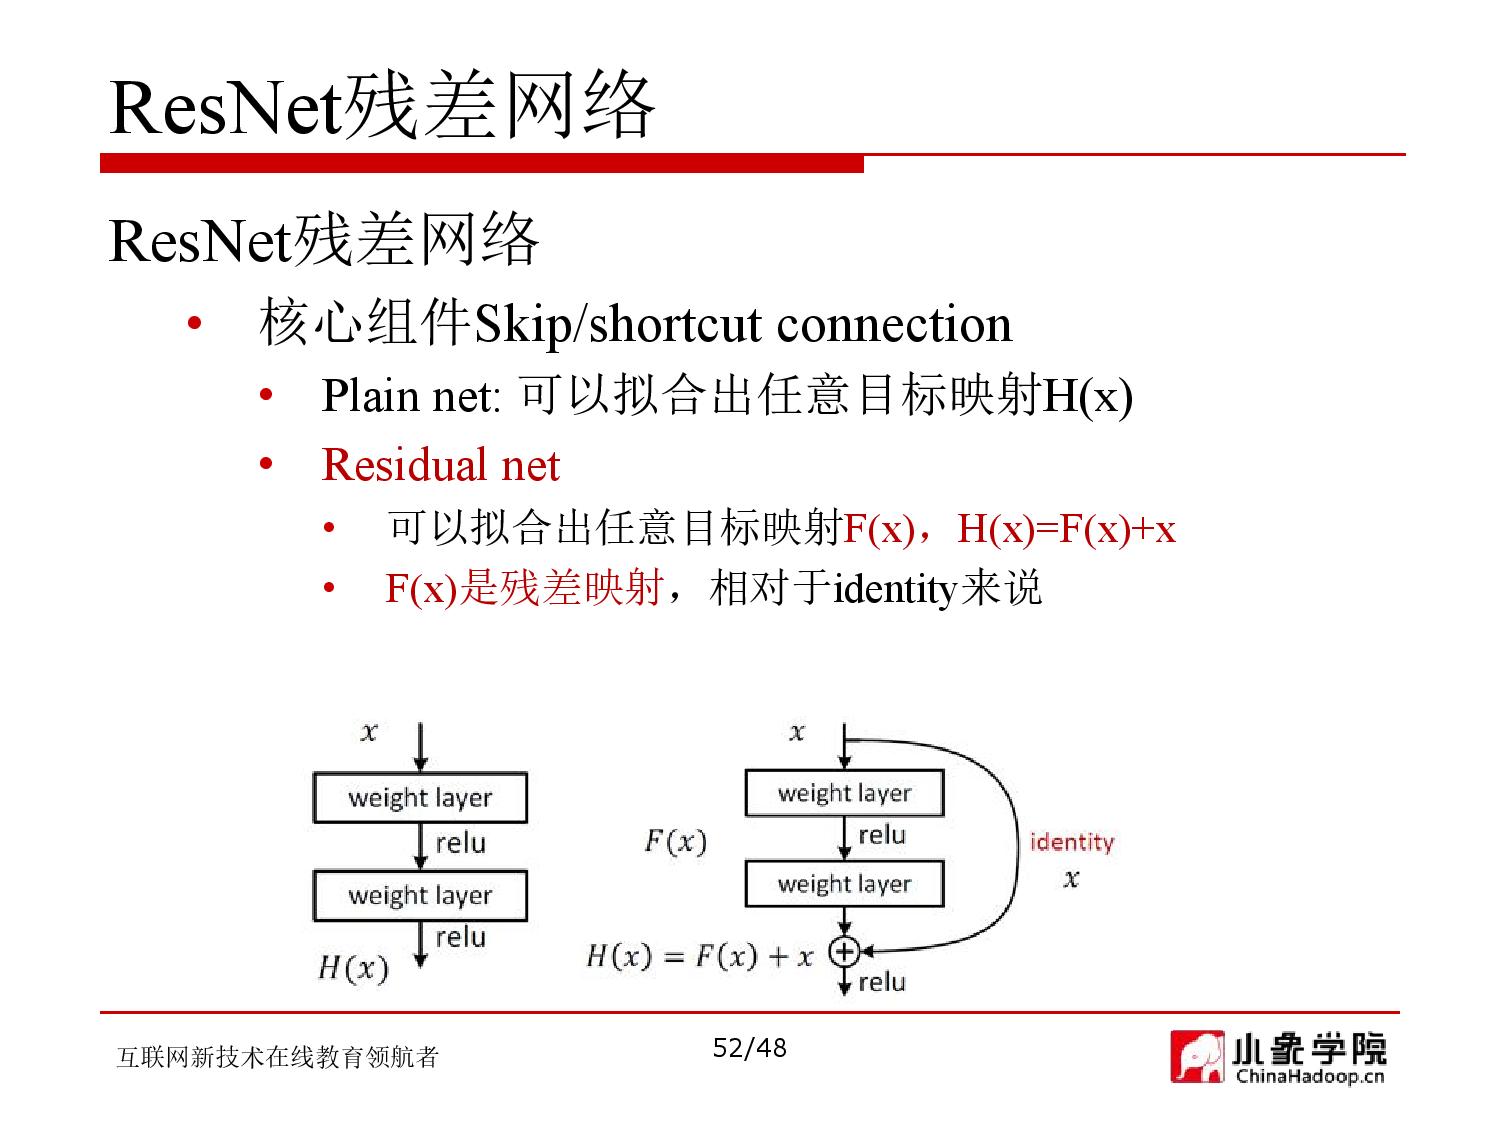 ResNet残差网络
ResNet残差网络
• 核心组件Skip/shortcut connection
• Plain net: 可以拟合出任意目标映射H(x)
• Residual net
• 可以拟合出任意目标映射F(x)，H(x)=F(x)+x
• F(x)是残差映射，相对于identity来说
x
weight layer
relu
weight layer
relu
H(x)
x
weight layer
F(x)
relu
identity
x
weight layer
H(x) = F(x) + x
relu
互联网新技术在线教育领航者
52/48
小象学院
ChinaHadoop.cn